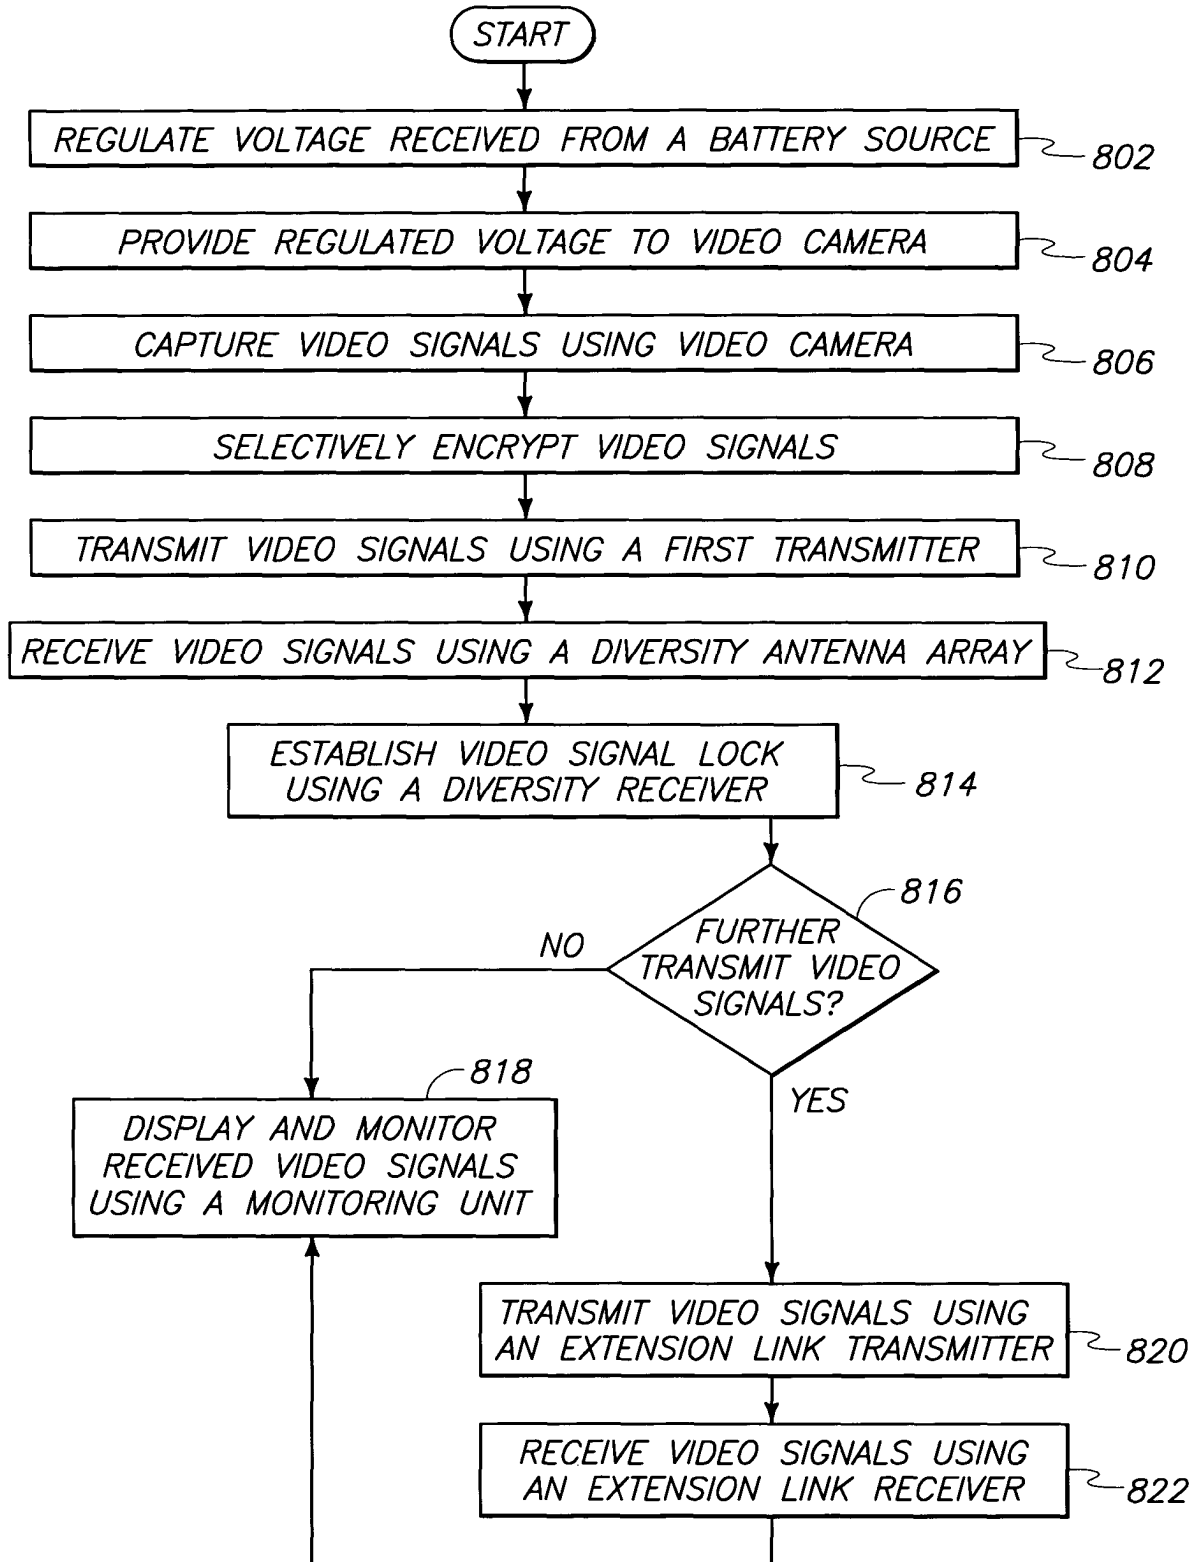 START
REGULATE VOLTAGE RECEIVED FROM A BATTERY SOURCE
802
PROVIDE REGULATED VOLTAGE TO VIDEO CAMERA
804
CAPTURE VIDEO SIGNALS USING VIDEO CAMERA
806
SELECTIVELY ENCRYPT VIDEO SIGNALS
808
TRANSMIT VIDEO SIGNALS USING A FIRST TRANSMITTER
810
RECEIVE VIDEO SIGNALS USING A DIVERSITY ANTENNA ARRAY
812
ESTABLISH VIDEO SIGNAL LOCK
USING A DIVERSITY RECEIVER
814
816
FURTHER
TRANSMIT VIDEO
SIGNALS?
NO
YES
818
DISPLAY AND MONITOR
RECEIVED VIDEO SIGNALS
USING A MONITORING UNIT
TRANSMIT VIDEO SIGNALS USING
AN EXTENSION LINK TRANSMITTER
820
RECEIVE VIDEO SIGNALS USING
AN EXTENSION LINK RECEIVER
822